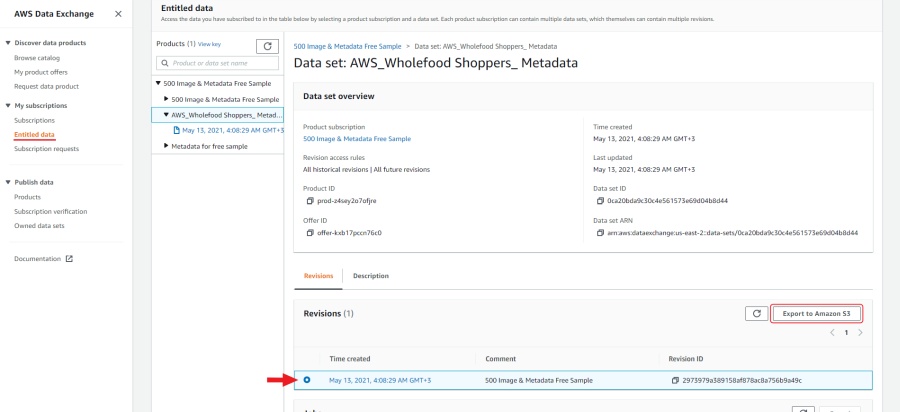 AWS Data Exchange
Discover data products
Browse catalog
My product offers
Request data product
My subscriptions
Subscriptions
Entitled data
Subscription requests
Publish data
Products
Subscription verification
Owned data sets
Documentation
Entitled data
Access the data you have subscribed to in the table below by selecting a product subscription and a data set. Each product subscription can contain multiple data sets, which themselves can contain multiple revisions.
Products (1) View key
Product or data set name
500 Image & Metadata Free Sample
500 Image & Metadata Free Sample
AWS_Wholefood Shoppers_ Metad...
May 13, 2021, 4:08:29 AM GMT+3
Metadata for free sample
500 Image & Metadata Free Sample > Data set: AWS_Wholefood Shoppers_ Metadata
Data set: AWS_Wholefood Shoppers_ Metadata
Data set overview
Product subscription
500 Image & Metadata Free Sample
Revision access rules
All historical revisions | All future revisions
Product ID
prod-z4sey2o7ofjre
Offer ID
offer-kxb17pccn76c0
Time created
May 13, 2021, 4:08:29 AM GMT+3
Last updated
May 13, 2021, 4:08:29 AM GMT+3
Data set ID
0ca20bda9c30c4e561573e69d04b8d44
Data set ARN
arn:aws:dataexchange:us-east-2::data-sets/0ca20bda9c30c4e561573e69d04b8d44
Revisions Description
Revisions (1)
Export to Amazon S3
< 1 >
Time created Comment Revision ID
May 13, 2021, 4:08:29 AM GMT+3 500 Image & Metadata Free Sample 2973979a389158af878ac8a756b9a49c